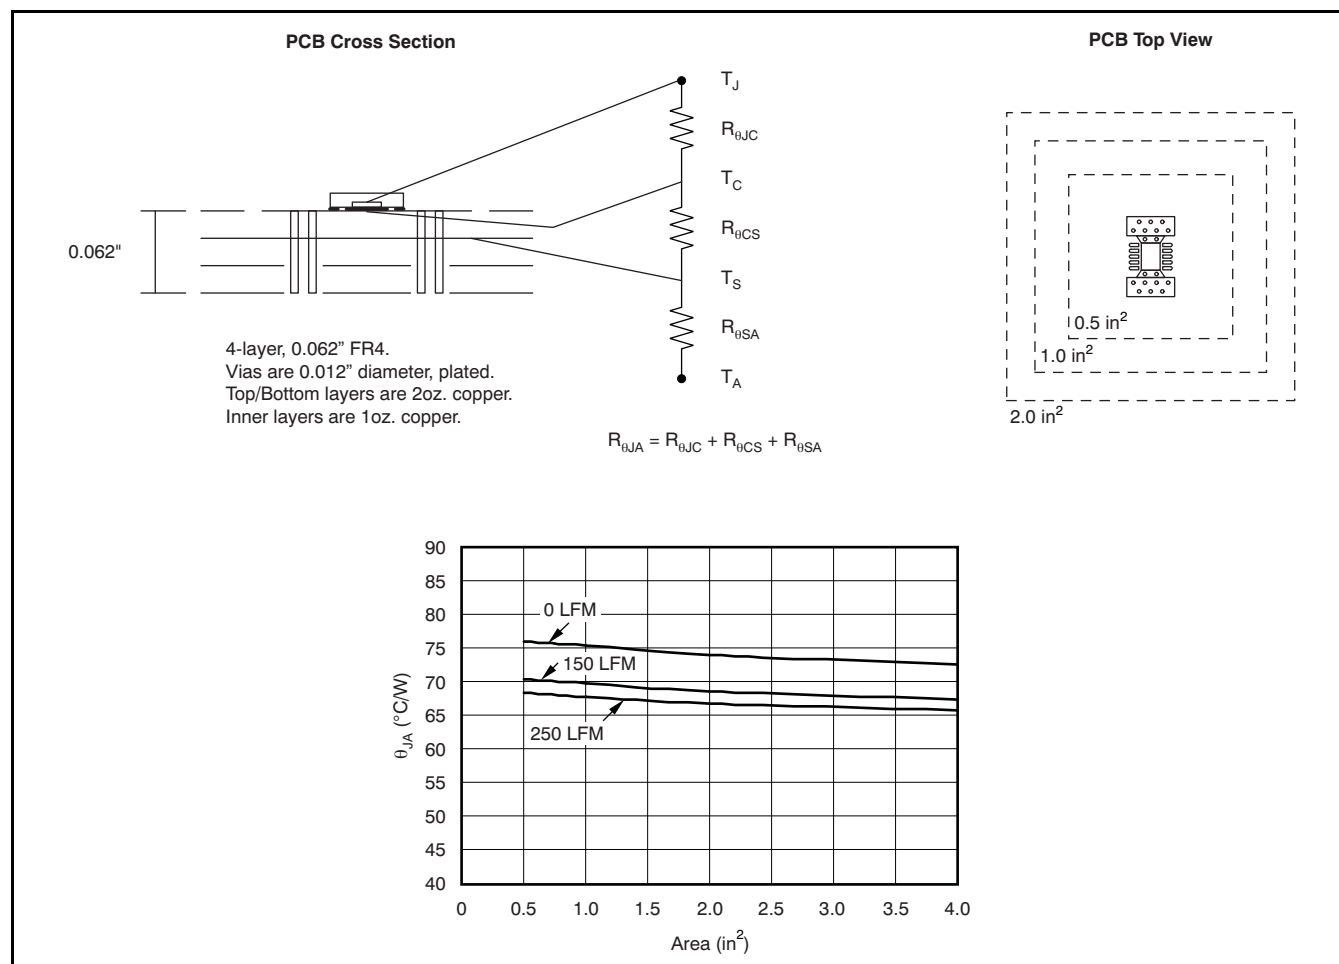 PCB Cross Section
PCB Top View
T_J
R_θJC
T_C
R_θCS
T_S
R_θSA
T_A
0.062"
4-layer, 0.062” FR4.
Vias are 0.012” diameter, plated.
Top/Bottom layers are 2oz. copper.
Inner layers are 1oz. copper.
R_θJA = R_θJC + R_θCS + R_θSA
0.5 in²
1.0 in²
2.0 in²
90
85
80
75
70
65
60
55
50
45
40
θ_JA (°C/W)
0 LFM
150 LFM
250 LFM
0 0.5 1.0 1.5 2.0 2.5 3.0 3.5 4.0
Area (in²)